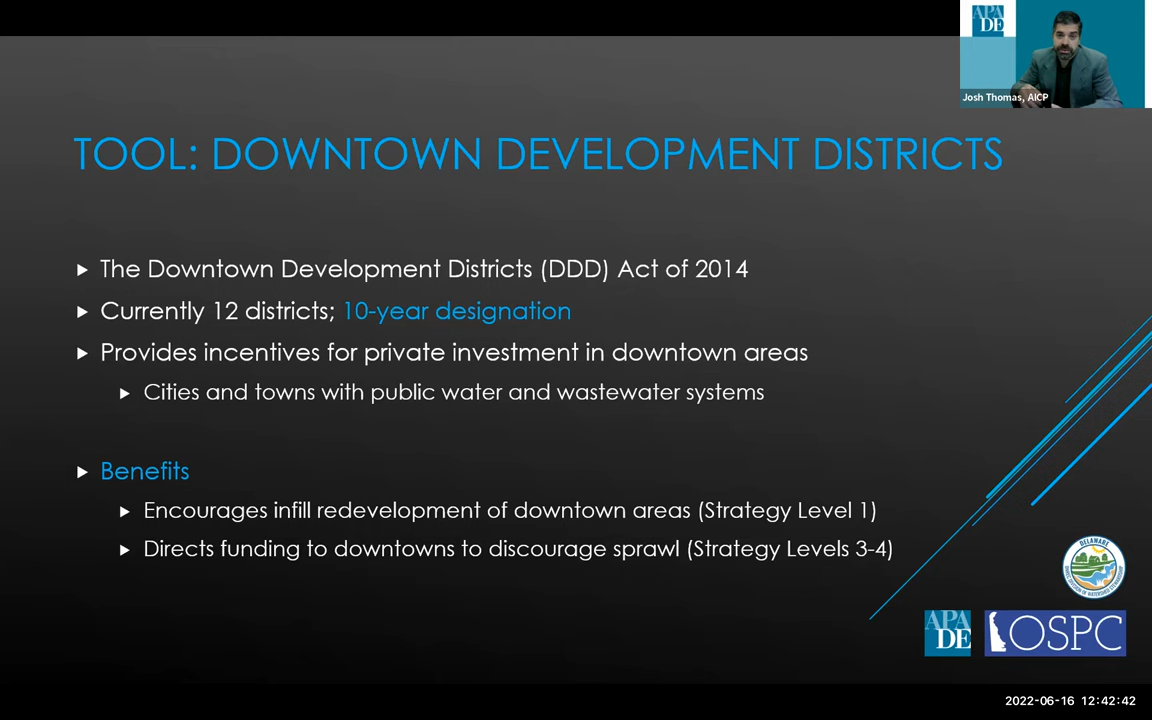 APA
DE
Josh Thomas, AICP
TOOL: DOWNTOWN DEVELOPMENT DISTRICTS
The Downtown Development Districts (DDD) Act of 2014
Currently 12 districts; 10-year designation
Provides incentives for private investment in downtown areas
Cities and towns with public water and wastewater systems
Benefits
Encourages infill redevelopment of downtown areas (Strategy Level 1)
Directs funding to downtowns to discourage sprawl (Strategy Levels 3-4)
DELAWARE
APA
DE
OSPC
2022-06-16 12:42:42